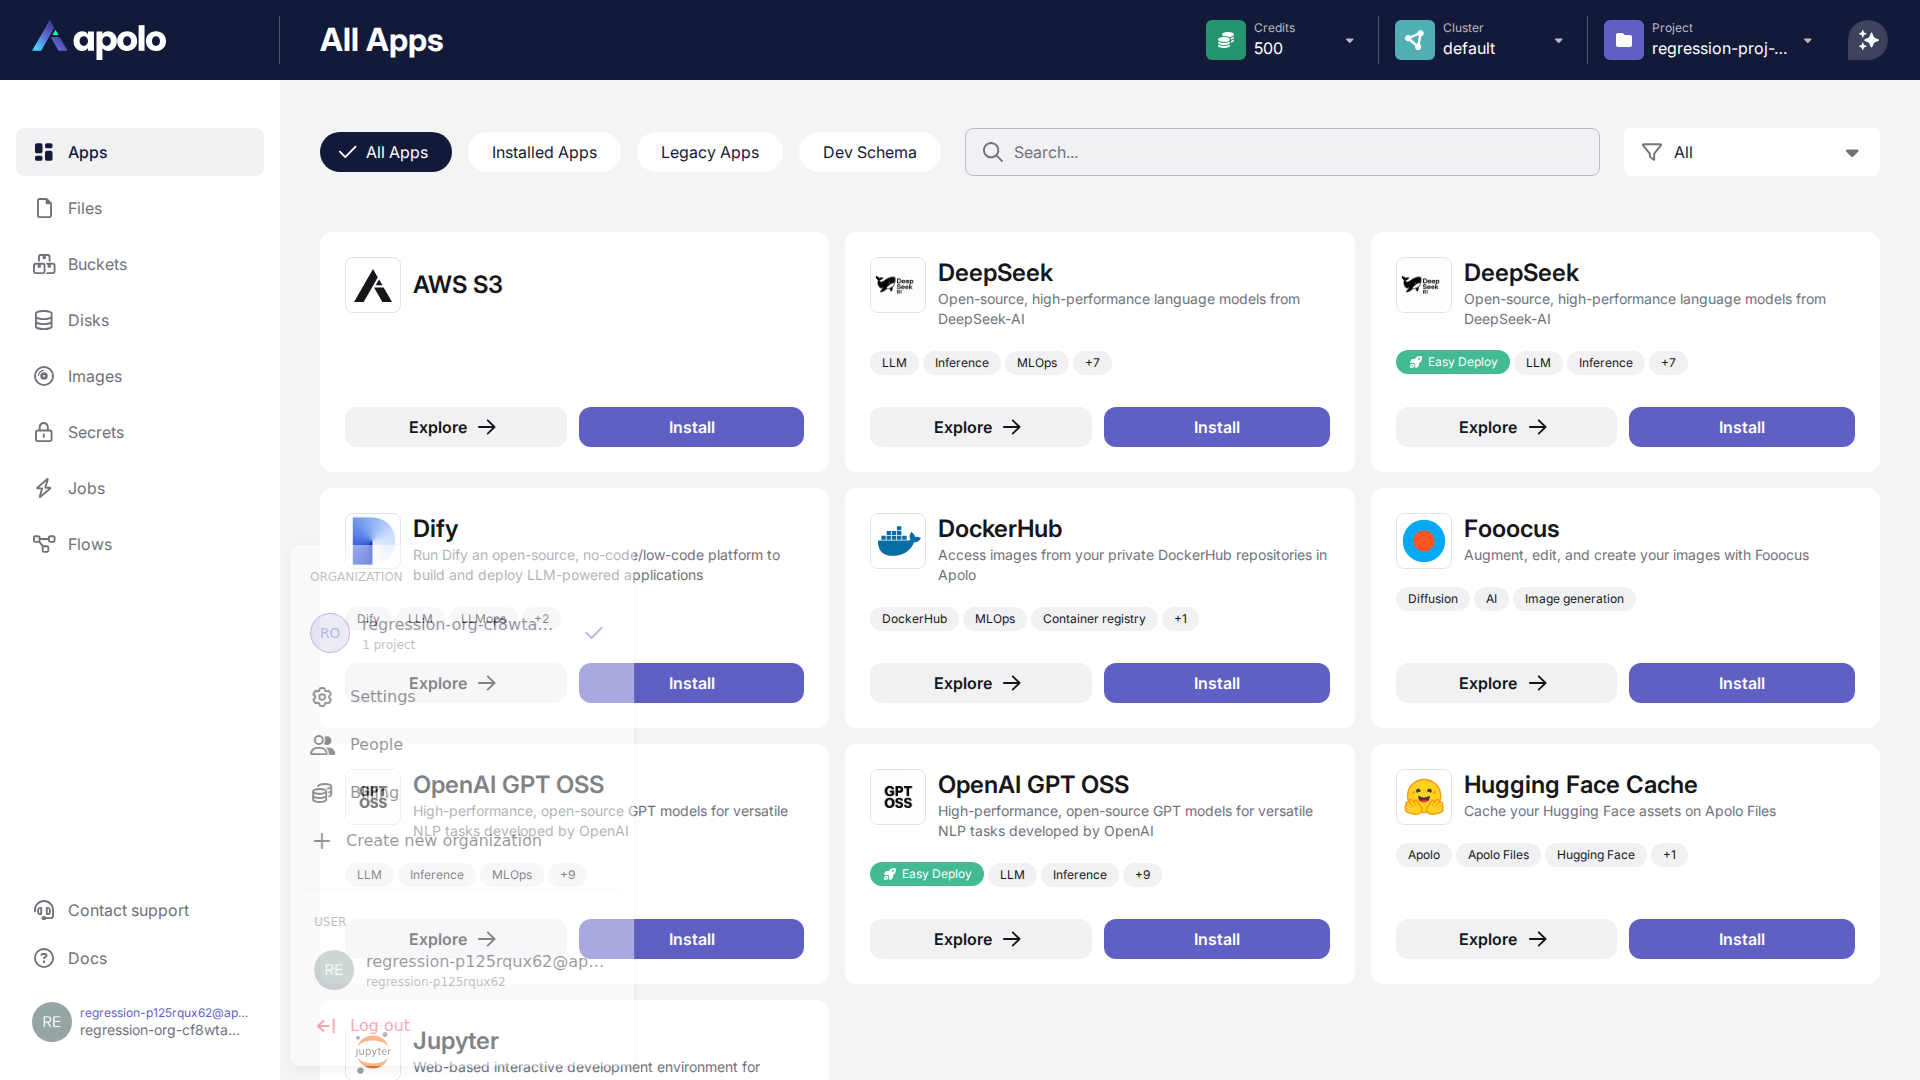 apolo
All Apps
Credits
500
Cluster
default
Project
regression-proj-...
Apps
Files
Buckets
Disks
Images
Secrets
Jobs
Flows
Contact support
Docs
RE
regression-p125rqux62@ap...
regression-org-cf8wta...
All Apps
Installed Apps
Legacy Apps
Dev Schema
Search...
All
AWS S3
Explore
Install
DeepSeek
Open-source, high-performance language models from
DeepSeek-AI
LLM
Inference
MLOps
+7
Explore
Install
DeepSeek
Open-source, high-performance language models from
DeepSeek-AI
Easy Deploy
LLM
Inference
+7
Explore
Install
Dify
Run Dify an open-source, no-code/low-code platform to
build and deploy LLM-powered applications
Dify
LLM
LLMops
+2
Explore
Install
DockerHub
Access images from your private DockerHub repositories in
Apolo
DockerHub
MLOps
Container registry
+1
Explore
Install
Fooocus
Augment, edit, and create your images with Fooocus
Diffusion
AI
Image generation
Explore
Install
GPT
OSS
OpenAI GPT OSS
High-performance, open-source GPT models for versatile
NLP tasks developed by OpenAI
LLM
Inference
MLOps
+9
Explore
Install
GPT
OSS
OpenAI GPT OSS
High-performance, open-source GPT models for versatile
NLP tasks developed by OpenAI
Easy Deploy
LLM
Inference
+9
Explore
Install
Hugging Face Cache
Cache your Hugging Face assets on Apolo Files
Apolo
Apolo Files
Hugging Face
+1
Explore
Install
jupyter
Jupyter
Web-based interactive development environment for
ORGANIZATION
RO
regression-org-cf8wta...
1 project
Settings
People
Billing
Create new organization
USER
RE
regression-p125rqux62@ap...
regression-p125rqux62
Log out